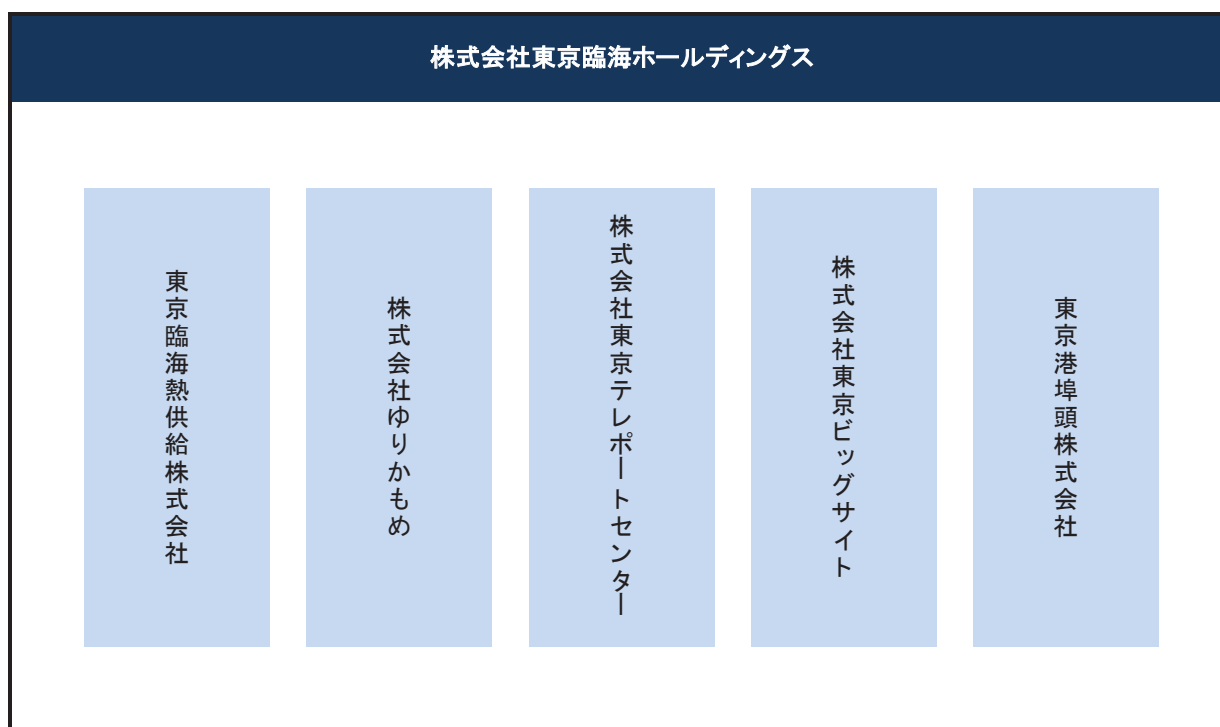 株式会社東京臨海ホールディングス
東京臨海熱供給株式会社
株式会社ゆりかもめ
株式会社東京テレポートセンター
株式会社東京ビッグサイト
東京港埠頭株式会社